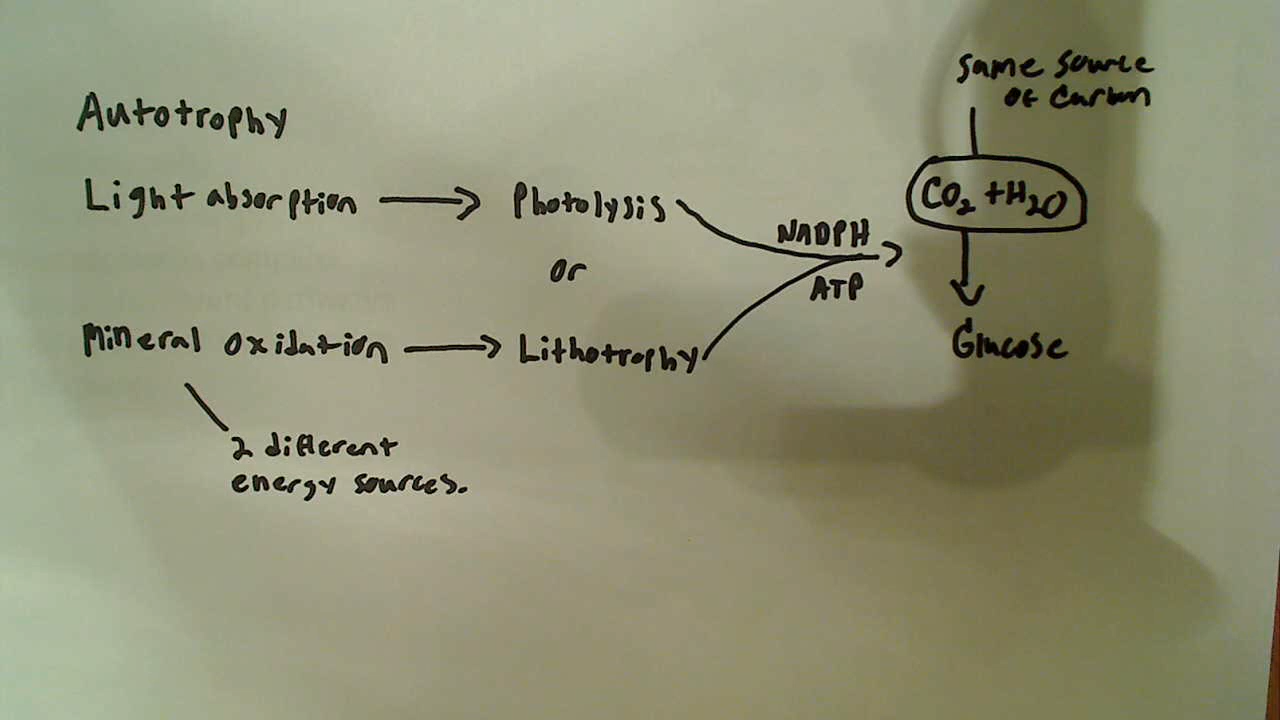 same source
of carbon
Autotrophy
Light absorption
Photolysis
CO2 + H2O
NADPH
or
ATP
Mineral oxidation
Lithotrophy
Glucose
2 different
energy sources.